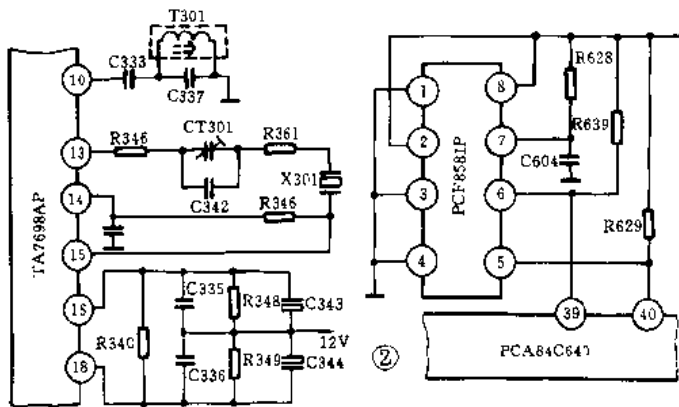 T301
10
C333
C337
13
R346
CT301
R361
C342
X301
14
R346
15
TA7698AP
16
R340
C335
R348
C343
12V
C336
R349
C344
18
R628
1
8
R639
2
7
C604
PCF8581P
3
6
R629
4
5
39
40
②
PCA84C640